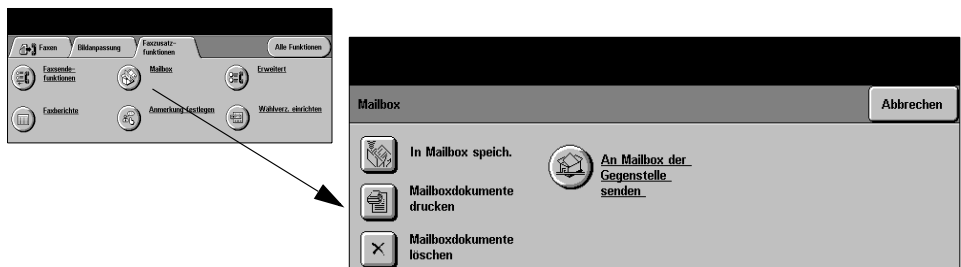 Faxen
Bildanpassung
Faxzusatz-
funktionen
Alle Funktionen
Faxsende-
funktionen
Mailbox
Erweitert
Faxberichte
Anmerkung festlegen
Wählverz. einrichten
Mailbox
Abbrechen
In Mailbox speich.
An Mailbox der
Gegenstelle
senden
Mailboxdokumente
drucken
Mailboxdokumente
löschen